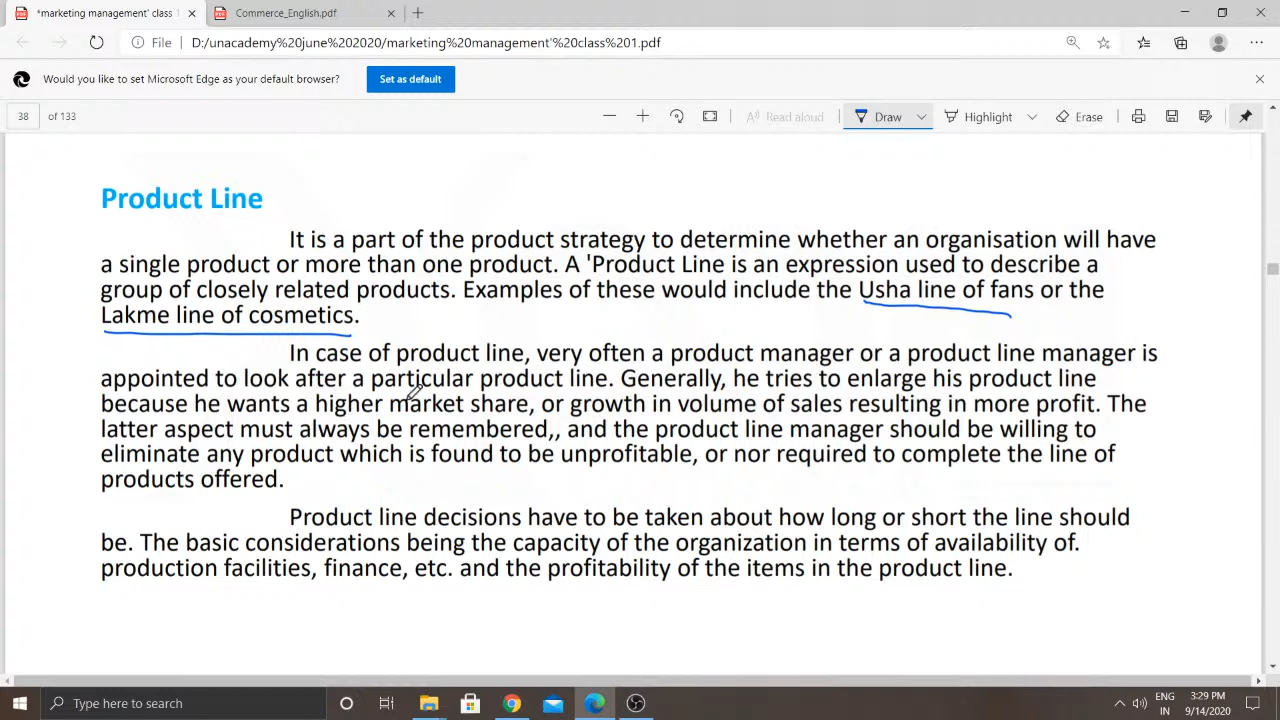 *marketing management' class 1
Commerce_English.pdf
File D:/unacademy%20june%202020/marketing%20management'%20class%201.pdf
Would you like to set Microsoft Edge as your default browser? Set as default
38 of 133 Read aloud Draw Highlight Erase
Product Line
It is a part of the product strategy to determine whether an organisation will have
a single product or more than one product. A 'Product Line is an expression used to describe a
group of closely related products. Examples of these would include the Usha line of fans or the
Lakme line of cosmetics.
In case of product line, very often a product manager or a product line manager is
appointed to look after a particular product line. Generally, he tries to enlarge his product line
because he wants a higher market share, or growth in volume of sales resulting in more profit. The
latter aspect must always be remembered,, and the product line manager should be willing to
eliminate any product which is found to be unprofitable, or nor required to complete the line of
products offered.
Product line decisions have to be taken about how long or short the line should
be. The basic considerations being the capacity of the organization in terms of availability of.
production facilities, finance, etc. and the profitability of the items in the product line.
Type here to search
ENG 3:29 PM
IN 9/14/2020